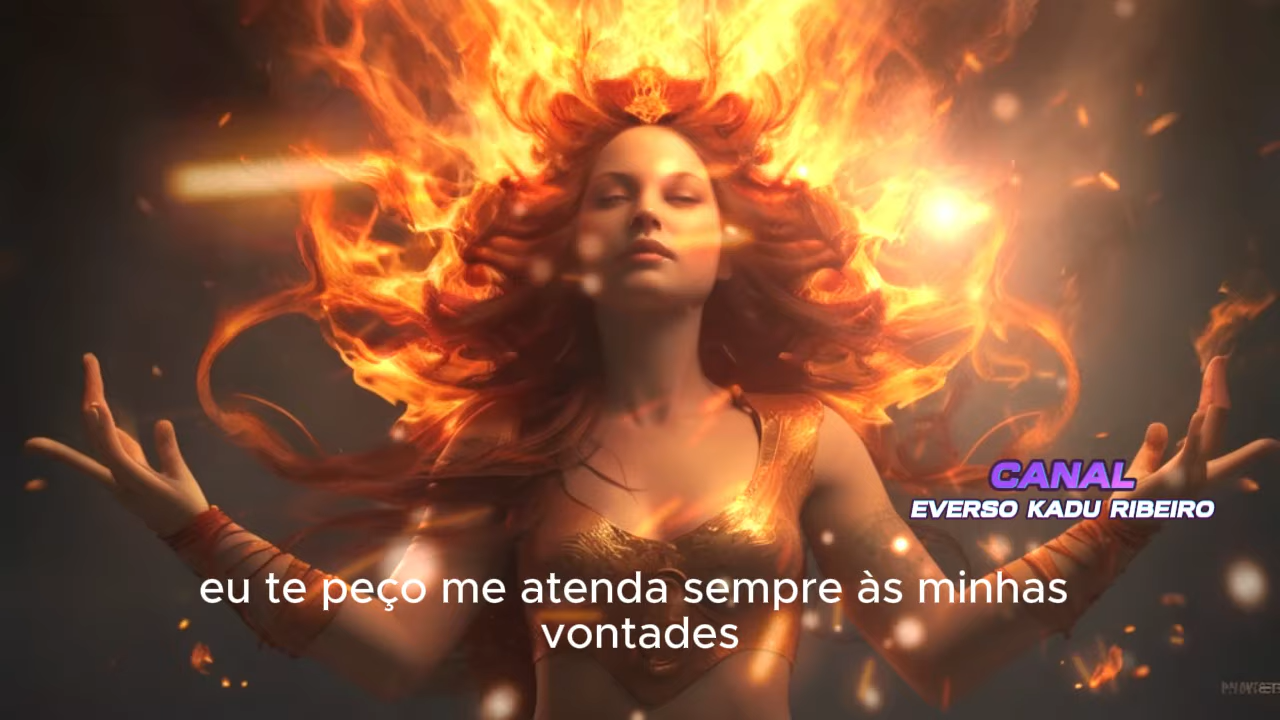 CANAL
EVERSO KADU RIBEIRO
eu te peço me atenda sempre às minhas
vontades